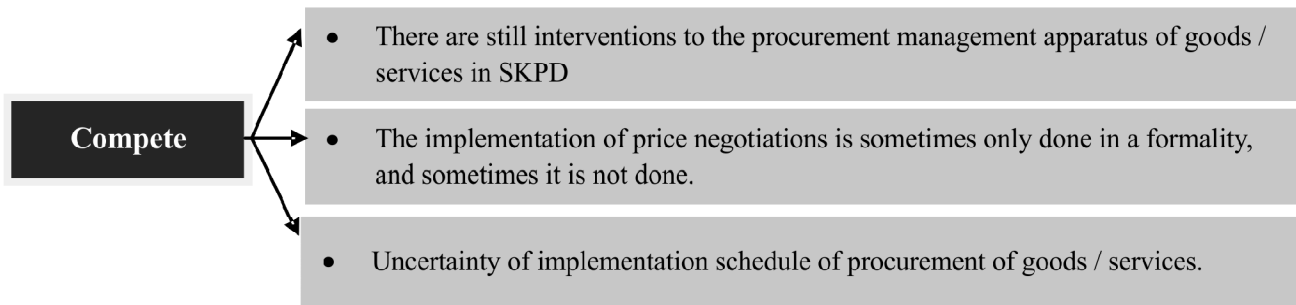 Compete
• There are still interventions to the procurement management apparatus of goods /
services in SKPD
• The implementation of price negotiations is sometimes only done in a formality,
and sometimes it is not done.
• Uncertainty of implementation schedule of procurement of goods / services.